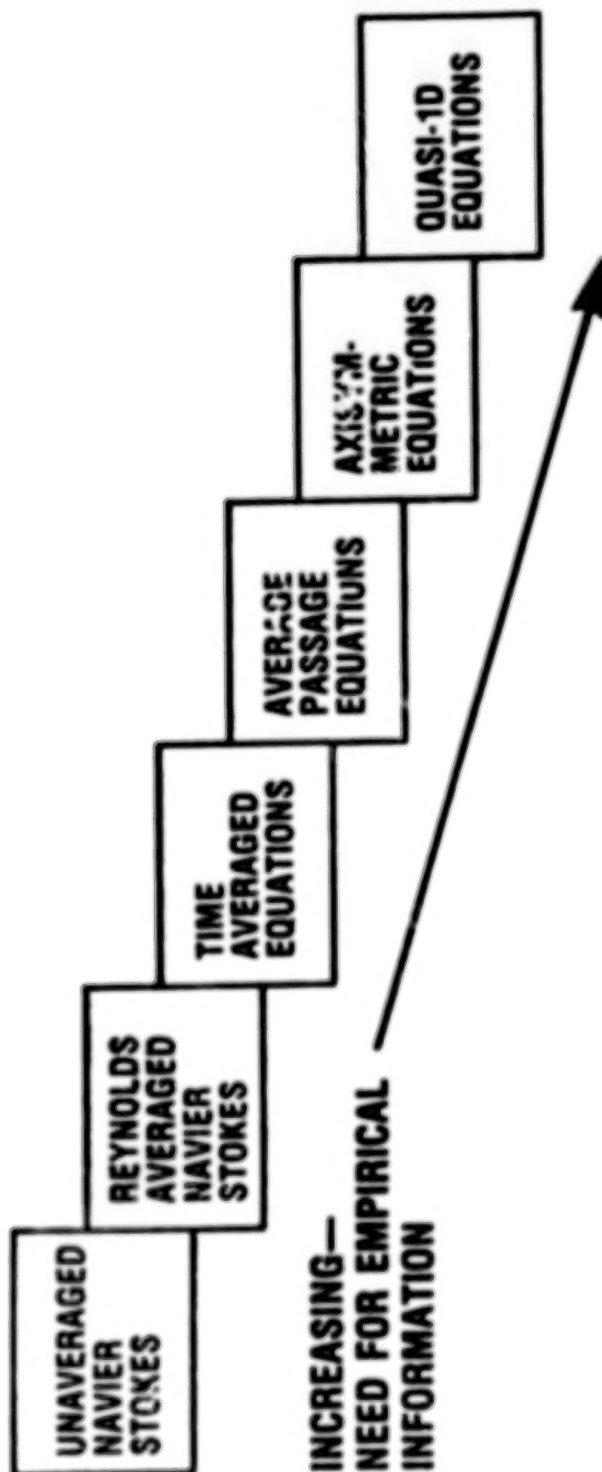 UNAVERAGED
NAVIER
STOKES
REYNOLDS
AVERAGED
NAVIER
STOKES
TIME
AVERAGED
EQUATIONS
AVERAGE
PASSAGE
EQUATIONS
AXISYM-
METRIC
EQUATIONS
QUASI-1D
EQUATIONS
INCREASING—
NEED FOR EMPIRICAL
INFORMATION